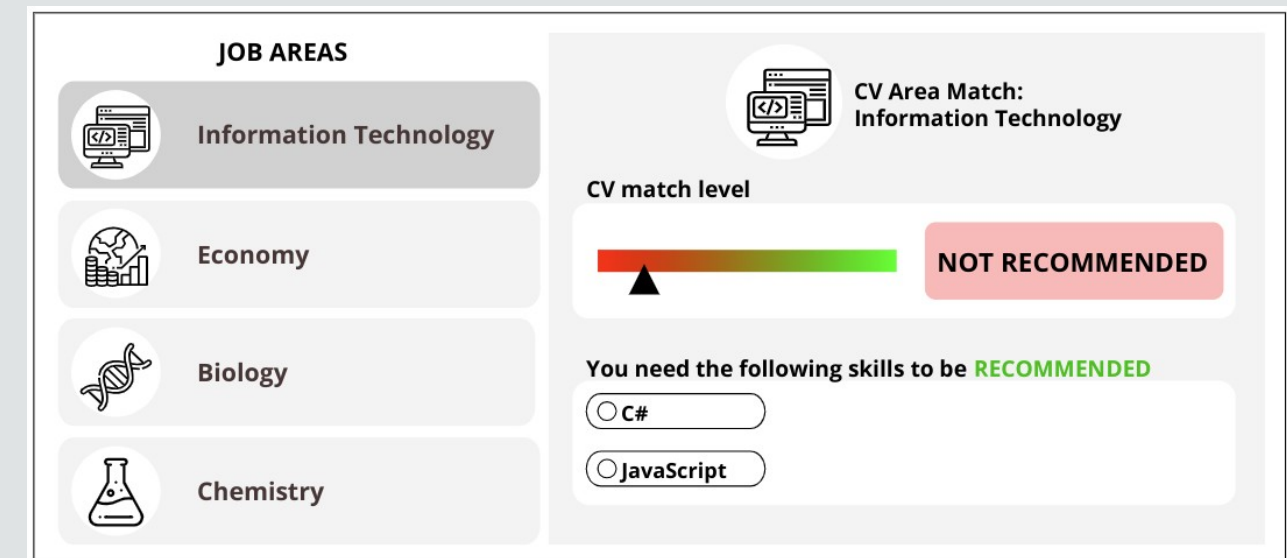 JOB AREAS
Information Technology
Economy
Biology
Chemistry
</> CV Area Match:
Information Technology
CV match level
NOT RECOMMENDED
You need the following skills to be RECOMMENDED
C#
JavaScript